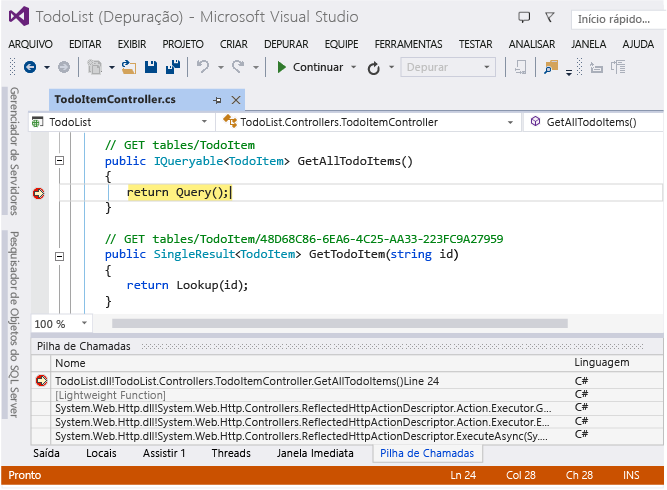 TodoList (Depuração) - Microsoft Visual Studio
Início rápido...
ARQUIVO EDITAR EXIBIR PROJETO CRIAR DEPURAR EQUIPE FERRAMENTAS TESTAR ANALISAR JANELA AJUDA
Continuar Depurar
Gerenciador de Servidores
Pesquisador de Objetos do SQL Server
TodoItemController.cs
TodoList TodoList.Controllers.TodoItemController GetAllTodoItems()
// GET tables/TodoItem
public IQueryable<TodoItem> GetAllTodoItems()
{
return Query();
}
// GET tables/TodoItem/48D68C86-6EA6-4C25-AA33-223FC9A27959
public SingleResult<TodoItem> GetTodoItem(string id)
{
return Lookup(id);
}
100 %
Pilha de Chamadas
Nome Linguagem
TodoList.dll!TodoList.Controllers.TodoItemController.GetAllTodoItems()Line 24 C#
[Lightweight Function]
System.Web.Http.dll!System.Web.Http.Controllers.ReflectedHttpActionDescriptor.Action.Executor.G... C#
System.Web.Http.dll!System.Web.Http.Controllers.ReflectedHttpActionDescriptor.Action.Executor.E... C#
System.Web.Http.dll!System.Web.Http.Controllers.ReflectedHttpActionDescriptor.ExecuteAsync(Sy.... C#
Saída Locais Assistir 1 Threads Janela Imediata Pilha de Chamadas
Pronto Ln 24 Col 28 Ch 28 INS